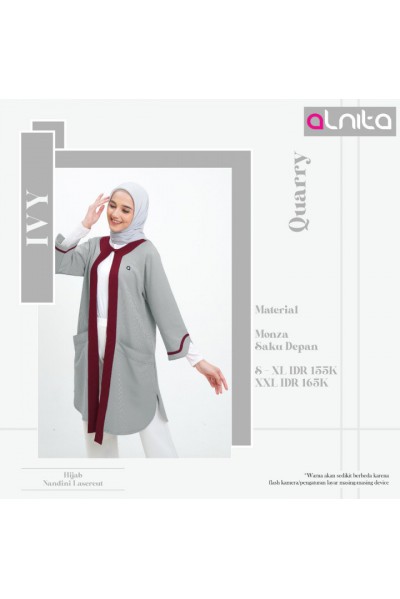 alnita
IVY
Quarry
Material
Monza
Saku Depan
S - XL IDR 155K
XXL IDR 165K
Hijab
Nandini Lasercut
*Warna akan sedikit berbeda karena
flash kamera/pengaturan layar masing-masing device